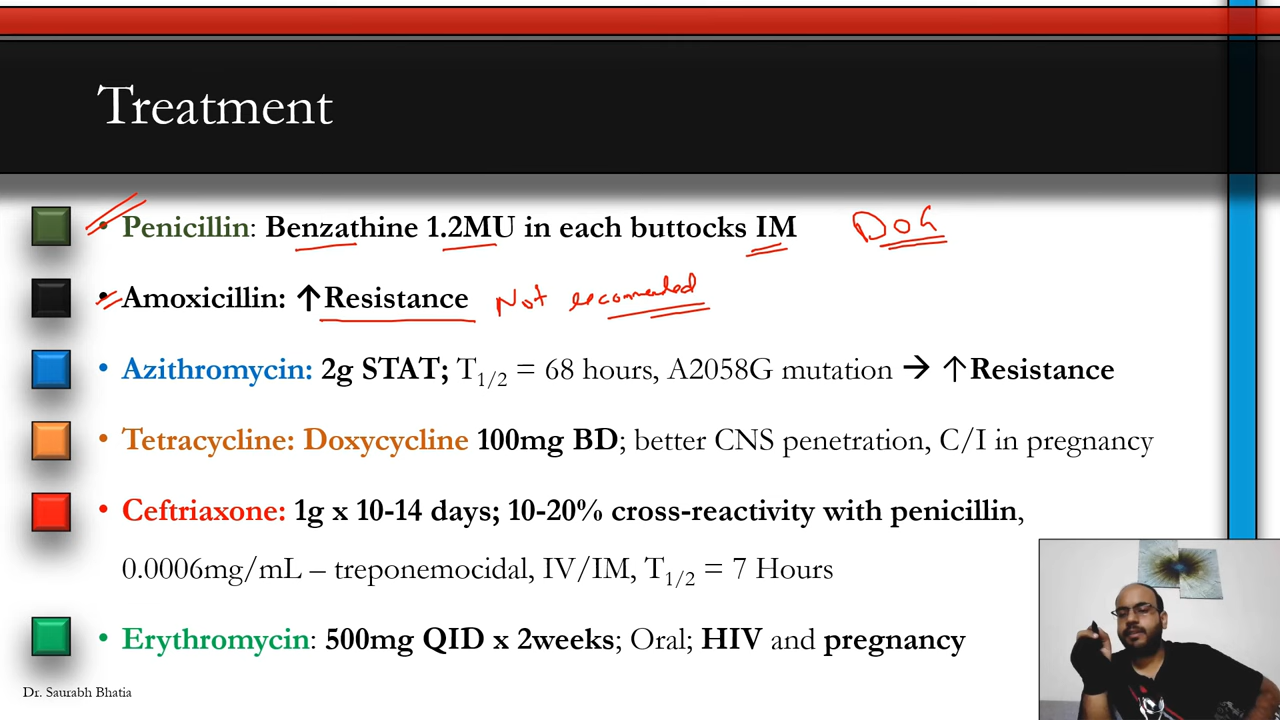 Treatment
• Penicillin: Benzathine 1.2MU in each buttocks IM DOC
• Amoxicillin: ↑Resistance Not recomended
• Azithromycin: 2g STAT; T1/2 = 68 hours, A2058G mutation → ↑Resistance
• Tetracycline: Doxycycline 100mg BD; better CNS penetration, C/I in pregnancy
• Ceftriaxone: 1g x 10-14 days; 10-20% cross-reactivity with penicillin,
0.0006mg/mL – treponemocidal, IV/IM, T1/2 = 7 Hours
• Erythromycin: 500mg QID x 2weeks; Oral; HIV and pregnancy
Dr. Saurabh Bhatia